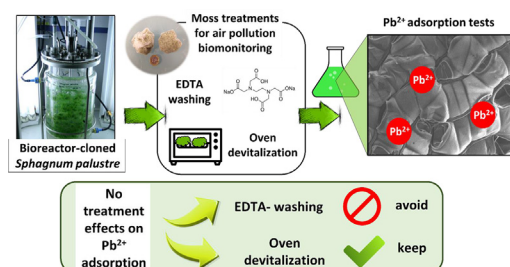 Moss treatments
for air pollution
biomonitoring
EDTA
washing
Oven
devitalization
Bioreactor-cloned
Sphagnum palustre
Pb²⁺ adsorption tests
Pb²⁺
Pb²⁺
Pb²⁺
No
treatment
effects on
Pb²⁺
adsorption
EDTA- washing
avoid
Oven
devitalization
keep